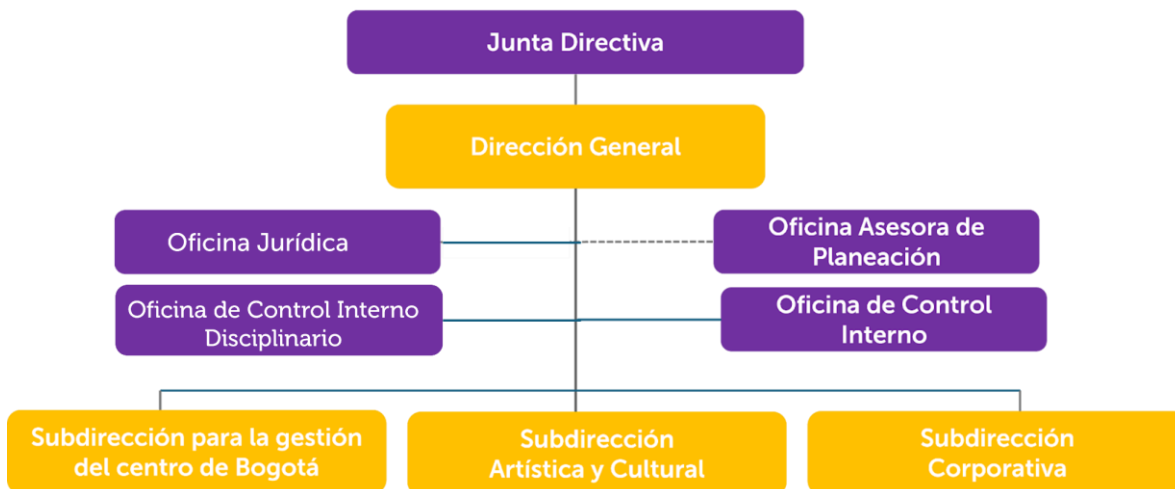 Junta Directiva
Dirección General
Oficina Jurídica
Oficina Asesora de
Planeación
Oficina de Control Interno
Disciplinario
Oficina de Control
Interno
Subdirección para la gestión
del centro de Bogotá
Subdirección
Artística y Cultural
Subdirección
Corporativa